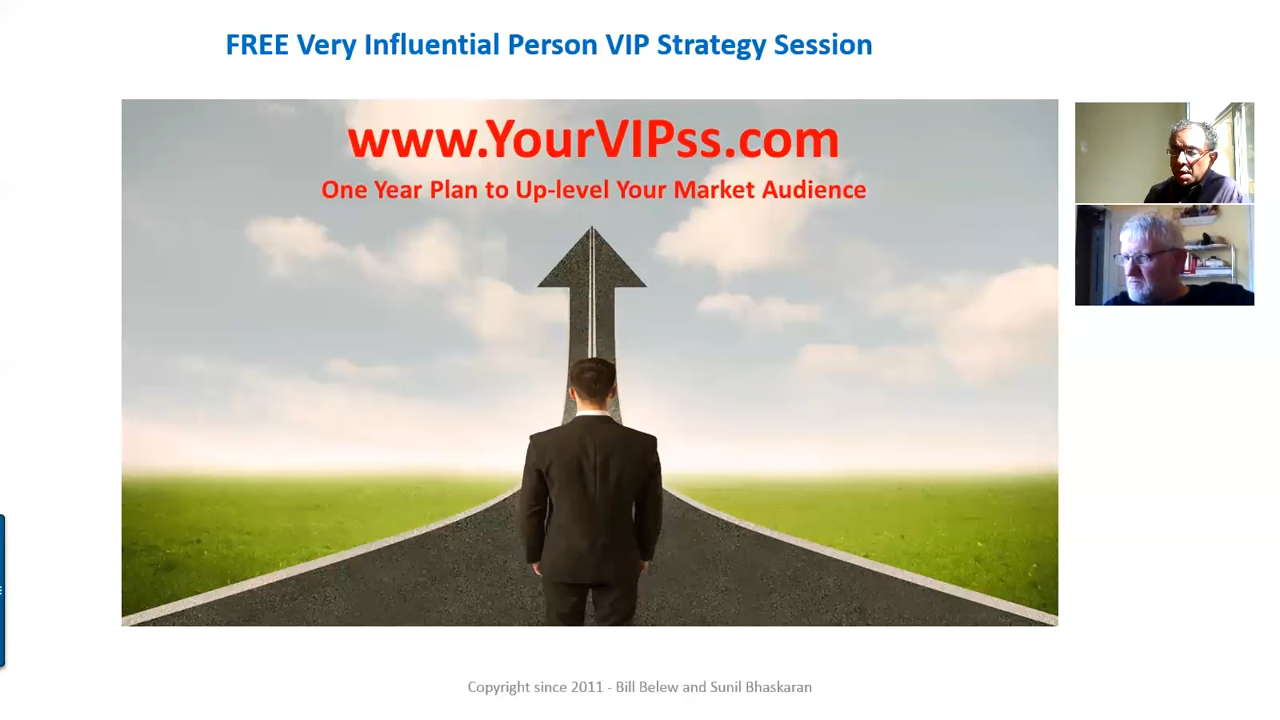 FREE Very Influential Person VIP Strategy Session
www.YourVIPss.com
One Year Plan to Up-level Your Market Audience
Copyright since 2011 - Bill Belew and Sunil Bhaskaran